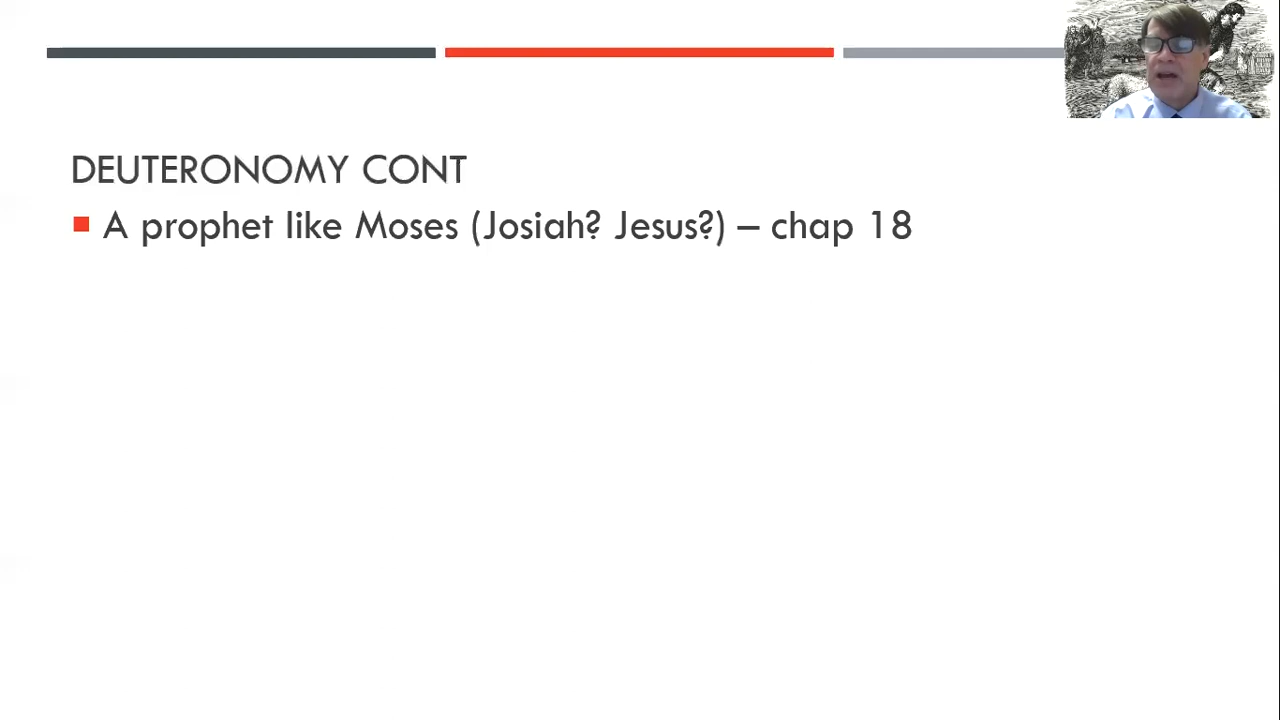 DEUTERONOMY CONT
A prophet like Moses (Josiah? Jesus?) – chap 18